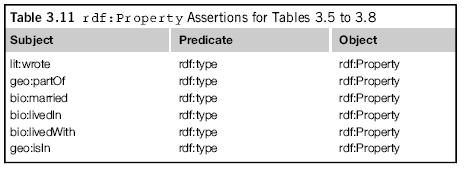 Table 3.11 rdf:Property Assertions for Tables 3.5 to 3.8
Subject Predicate Object
lit:wrote rdf:type rdf:Property
geo:partOf rdf:type rdf:Property
bio:married rdf:type rdf:Property
bio:livedIn rdf:type rdf:Property
bio:livedWith rdf:type rdf:Property
geo:isIn rdf:type rdf:Property